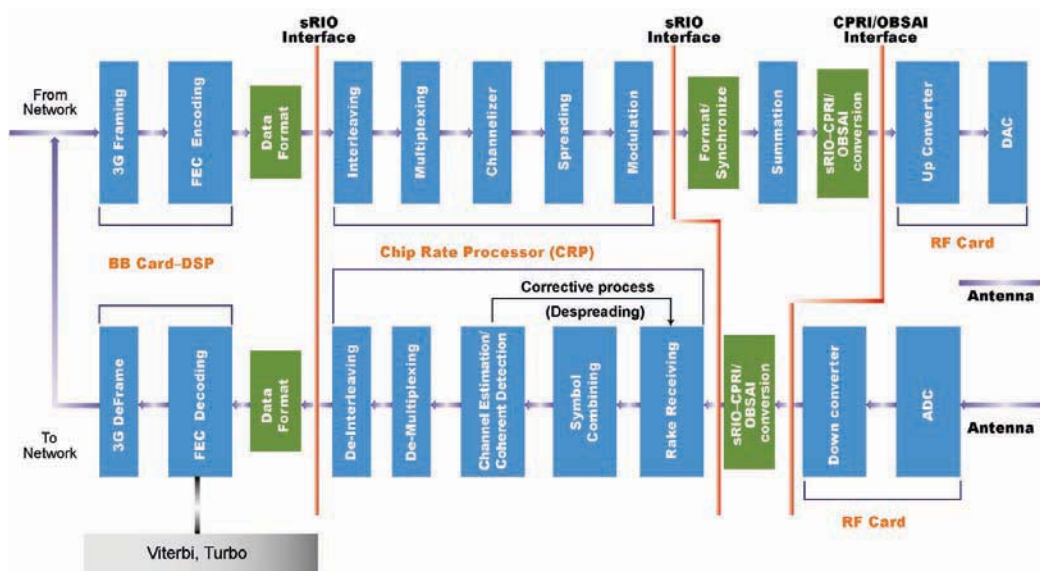 sRIO
Interface
sRIO
Interface
CPRI/OBSAI
Interface
From
Network
3G Framing
FEC Encoding
Data
Format
Interleaving
Multiplexing
Channelizer
Spreading
Modulation
Format/
Synchronize
Summation
sRIO–CPRI/
OBSAI
conversion
Up Converter
DAC
BB Card–DSP
Chip Rate Processor (CRP)
RF Card
Corrective process
(Despreading)
Antenna
To
Network
3G DeFrame
FEC Decoding
Data
Format
De-Interleaving
De-Multiplexing
Channel Estimation/
Coherent Detection
Symbol
Combining
Rake Receiving
sRIO–CPRI/
OBSAI
conversion
Down converter
ADC
Antenna
RF Card
Viterbi, Turbo